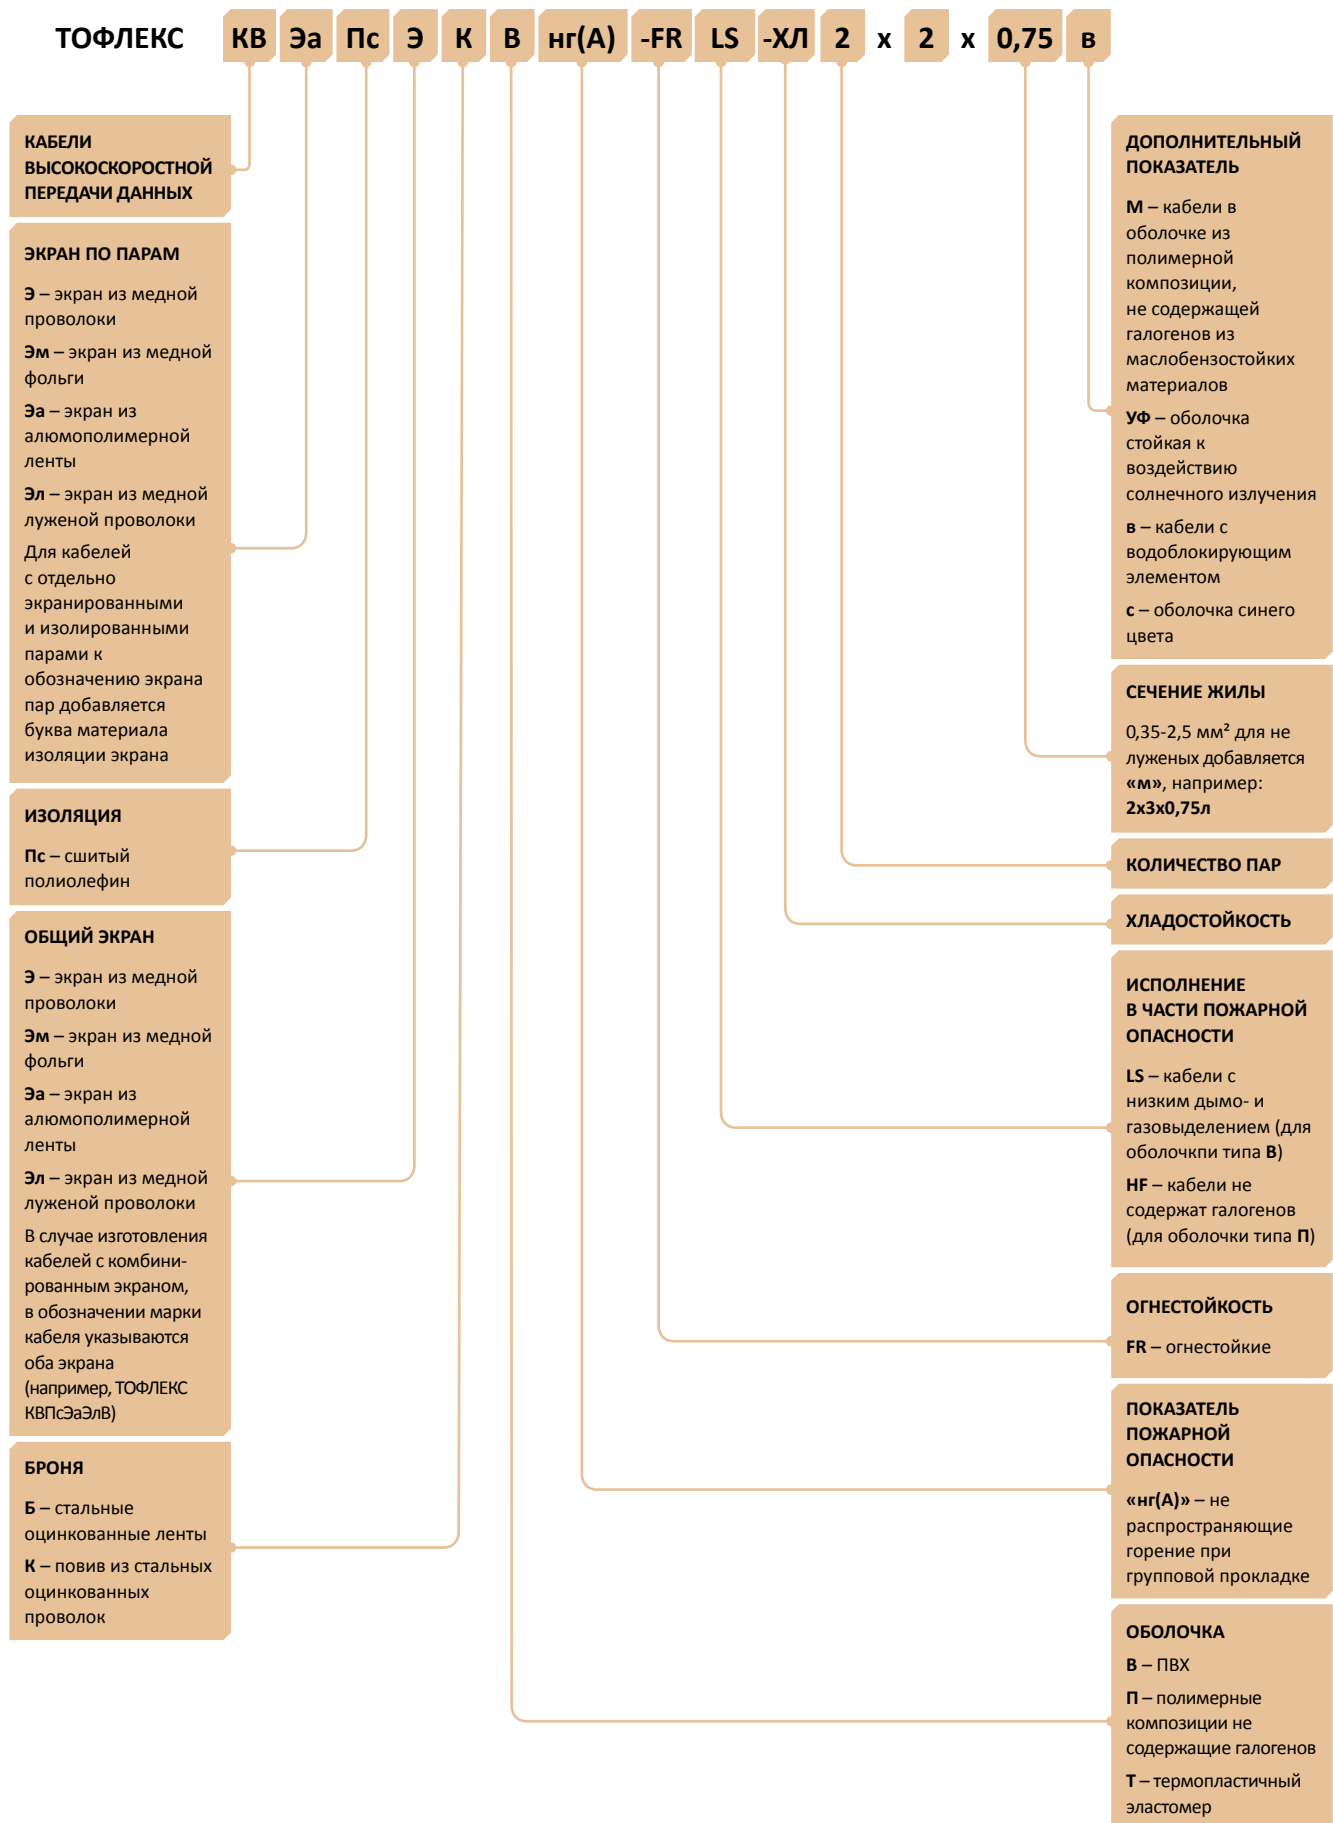 ТОФЛЕКС КВ Эа Пс Э К В нг(А) -FR LS -ХЛ 2 х 2 х 0,75 в
КАБЕЛИ
ВЫСОКОСКОРОСТНОЙ
ПЕРЕДАЧИ ДАННЫХ
ЭКРАН ПО ПАРАМ
Э – экран из медной
проволоки
Эм – экран из медной
фольги
Эа – экран из
алюмополимерной
ленты
Эл – экран из медной
луженой проволоки
Для кабелей
с отдельно
экранированными
и изолированными
парами к
обозначению экрана
пар добавляется
буква материала
изоляции экрана
ИЗОЛЯЦИЯ
Пс – сшитый
полиолефин
ОБЩИЙ ЭКРАН
Э – экран из медной
проволоки
Эм – экран из медной
фольги
Эа – экран из
алюмополимерной
ленты
Эл – экран из медной
луженой проволоки
В случае изготовления
кабелей с комбини-
рованным экраном,
в обозначении марки
кабеля указываются
оба экрана
(например, ТОФЛЕКС
КВПсЭаЭлВ)
БРОНЯ
Б – стальные
оцинкованные ленты
К – повив из стальных
оцинкованных
проволок
ДОПОЛНИТЕЛЬНЫЙ
ПОКАЗАТЕЛЬ
М – кабели в
оболочке из
полимерной
композиции,
не содержащей
галогенов из
маслобензостойких
материалов
УФ – оболочка
стойкая к
воздействию
солнечного излучения
в – кабели с
водоблокирующим
элементом
с – оболочка синего
цвета
СЕЧЕНИЕ ЖИЛЫ
0,35-2,5 мм² для не
луженых добавляется
«м», например:
2х3х0,75л
КОЛИЧЕСТВО ПАР
ХЛАДОСТОЙКОСТЬ
ИСПОЛНЕНИЕ
В ЧАСТИ ПОЖАРНОЙ
ОПАСНОСТИ
LS – кабели с
низким дымо- и
газовыделением (для
оболочкпи типа В)
HF – кабели не
содержат галогенов
(для оболочки типа П)
ОГНЕСТОЙКОСТЬ
FR – огнестойкие
ПОКАЗАТЕЛЬ
ПОЖАРНОЙ
ОПАСНОСТИ
«нг(А)» – не
распространяющие
горение при
групповой прокладке
ОБОЛОЧКА
В – ПВХ
П – полимерные
композиции не
содержащие галогенов
Т – термопластичный
эластомер